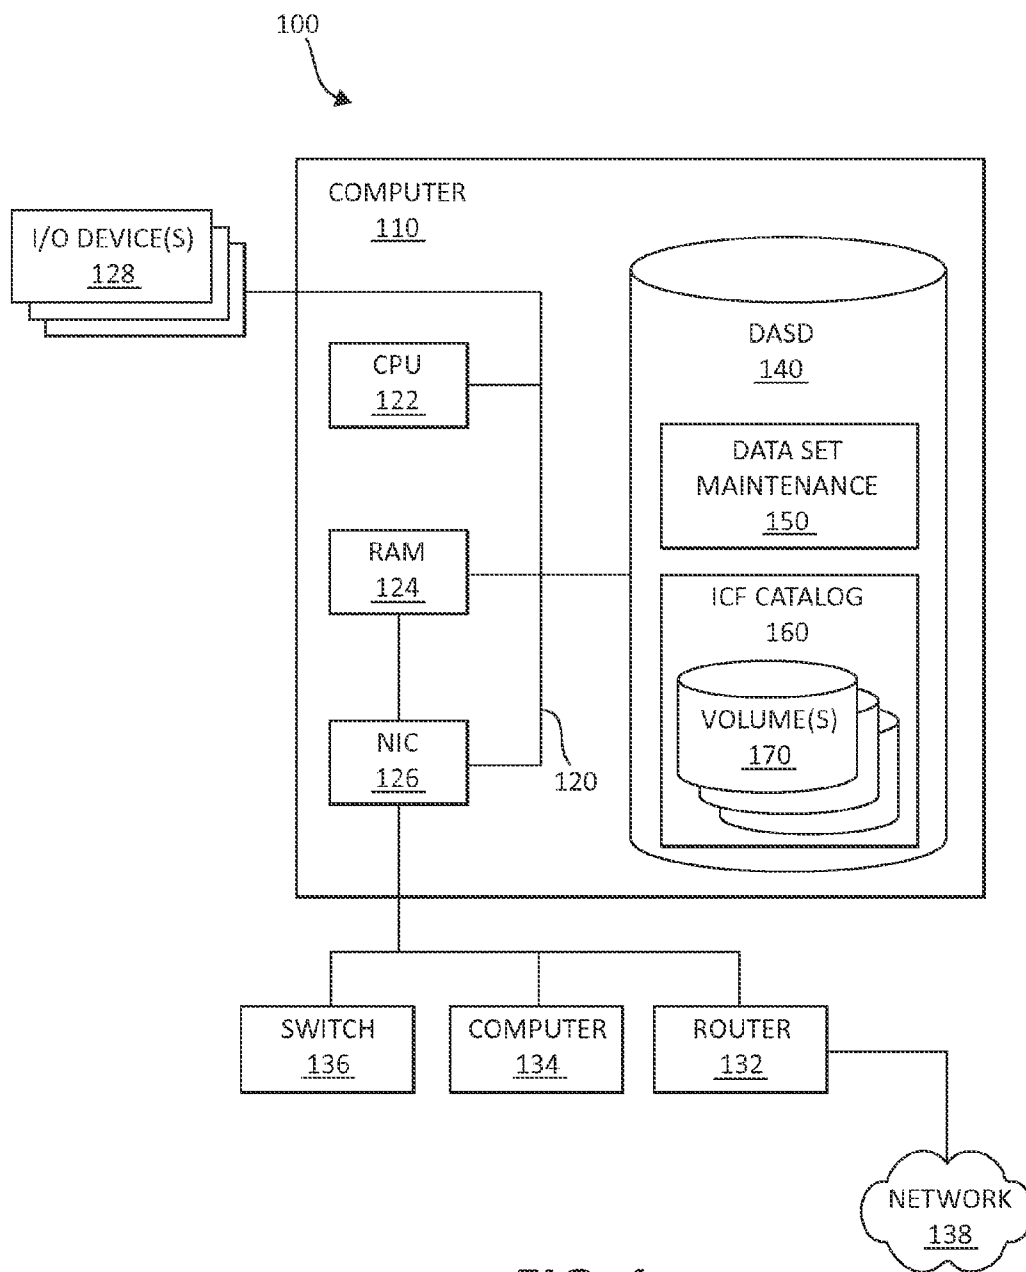 100
COMPUTER
110
I/O DEVICE(S)
128
CPU
122
DASD
140
DATA SET
MAINTENANCE
150
RAM
124
ICF CATALOG
160
VOLUME(S)
170
NIC
126
120
SWITCH
136
COMPUTER
134
ROUTER
132
NETWORK
138